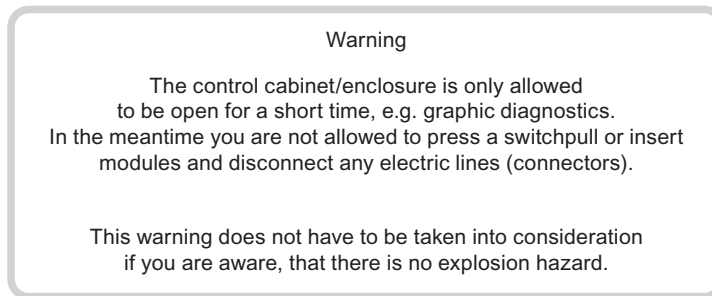 Warning
The control cabinet/enclosure is only allowed
to be open for a short time, e.g. graphic diagnostics.
In the meantime you are not allowed to press a switchpull or insert
modules and disconnect any electric lines (connectors).
This warning does not have to be taken into consideration
if you are aware, that there is no explosion hazard.